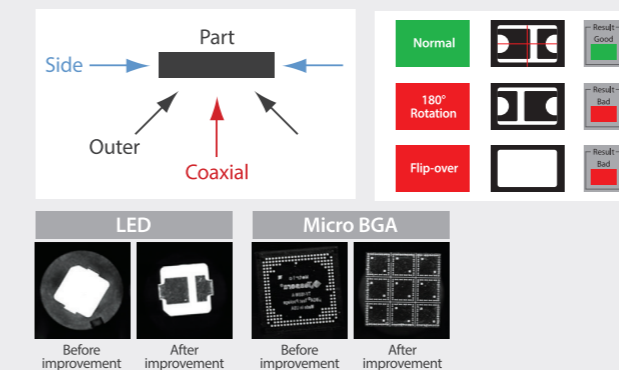 Part
Side
Outer
Coaxial
Normal
Result
Good
180°
Rotation
Result
Bad
Flip-over
Result
Bad
LED
Micro BGA
Before
improvement
After
improvement
Before
improvement
After
improvement